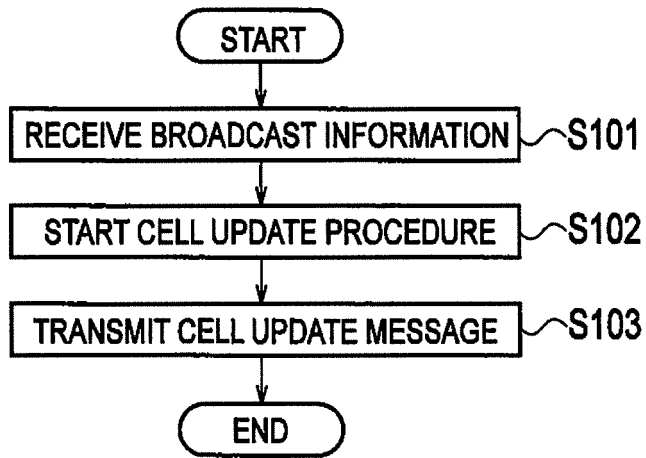 START
RECEIVE BROADCAST INFORMATION S101
START CELL UPDATE PROCEDURE S102
TRANSMIT CELL UPDATE MESSAGE S103
END